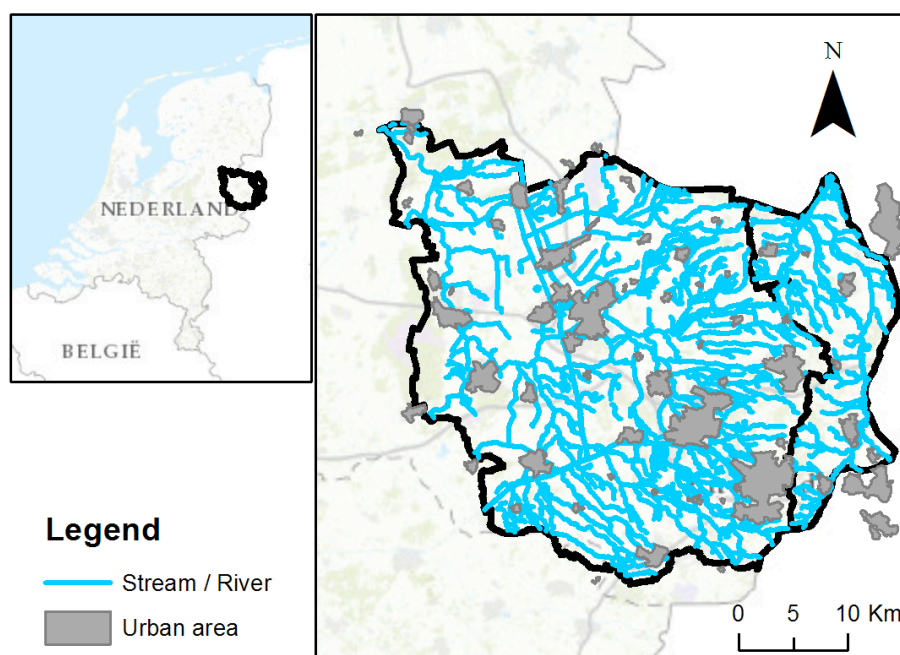 NEDERLAND
BELGIË
N
Legend
Stream / River
Urban area
0 5 10 Km